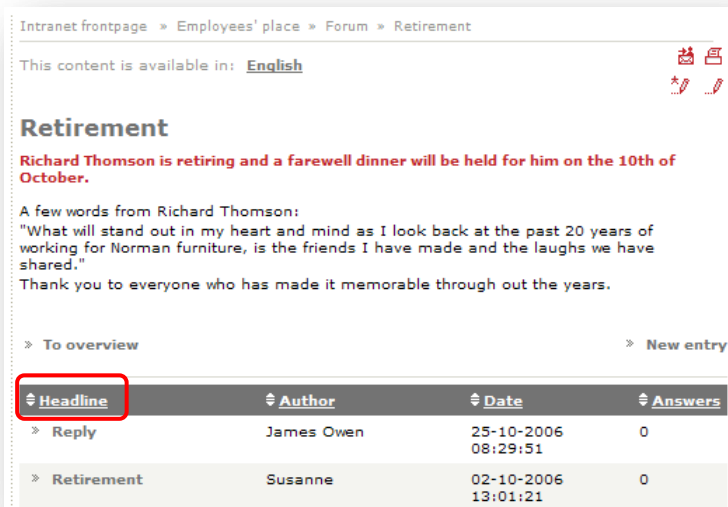 Intranet frontpage » Employees' place » Forum » Retirement
This content is available in: English
Retirement
Richard Thomson is retiring and a farewell dinner will be held for him on the 10th of
October.
A few words from Richard Thomson:
"What will stand out in my heart and mind as I look back at the past 20 years of
working for Norman furniture, is the friends I have made and the laughs we have
shared."
Thank you to everyone who has made it memorable through out the years.
» To overview » New entry
Headline Author Date Answers
» Reply James Owen 25-10-2006 0
08:29:51
» Retirement Susanne 02-10-2006 0
13:01:21